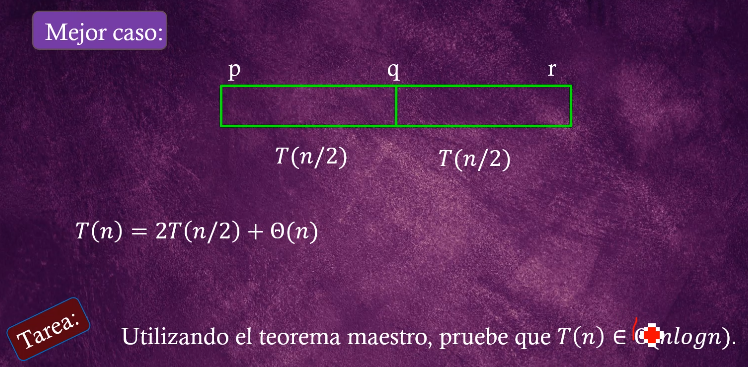 Mejor caso:
p q r
T(n/2) T(n/2)
T(n) = 2T(n/2) + Θ(n)
Tarea:
Utilizando el teorema maestro, pruebe que T(n) ∈ nlogn).